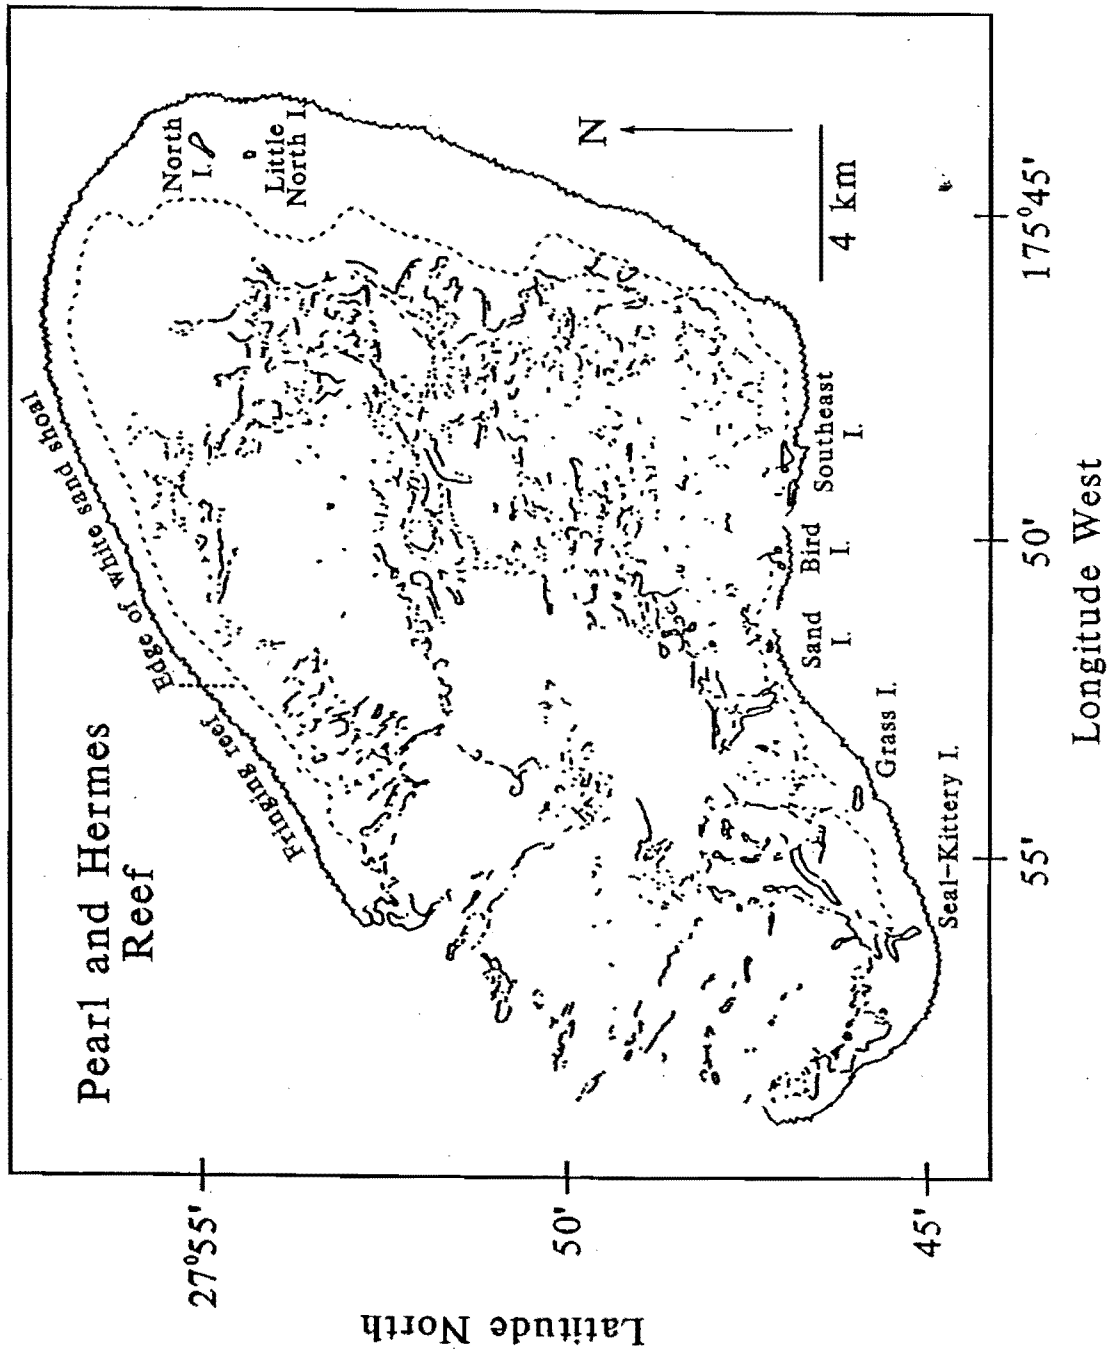 Pearl and Hermes
Reef
Fringing reef
Edge of white sand shoal
North
I.
Little
North I.
N
4 km
Southeast
I.
Bird
I.
Sand
I.
Grass I.
Seal-Kittery I.
27°55'
50'
45'
Latitude North
55'
50'
175°45'
Longitude West